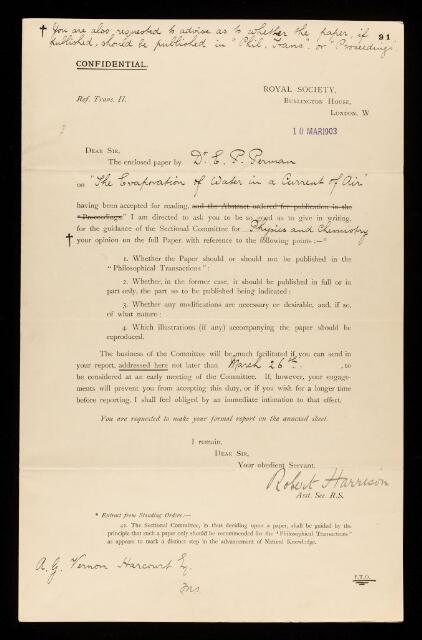 † You are also requested to advise as to whether the paper, if 91
published, should be published in "Phil. Trans." or "Proceedings".
CONFIDENTIAL.
ROYAL SOCIETY,
Ref. Trans. II.
BURLINGTON HOUSE,
LONDON, W
10 MAR 1903
DEAR SIR,
The enclosed paper by Dr. E. P. Perman
on "The Evaporation of Water in a Current of Air"
having been accepted for reading, and the Abstract ordered for publication in the
"Proceedings" I am directed to ask you to be so good as to give in writing,
for the guidance of the Sectional Committee for Physics and Chemistry
† your opinion on the full Paper with reference to the following points :—*
1. Whether the Paper should or should not be published in the
"Philosophical Transactions":
2. Whether, in the former case, it should be published in full or in
part only, the part so to be published being indicated:
3. Whether any modifications are necessary or desirable, and, if so,
of what nature:
4. Which illustrations (if any) accompanying the paper should be
reproduced.
The business of the Committee will be much facilitated if you can send in
your report, addressed here not later than March 26th. , to
be considered at an early meeting of the Committee. If, however, your engage-
ments will prevent you from accepting this duty, or if you wish for a longer time
before reporting, I shall feel obliged by an immediate intimation to that effect.
You are requested to make your formal report on the annexed sheet.
I remain,
DEAR SIR,
Your obedient Servant,
Robert Harrison
Asst. Sec. R.S.
* Extract from Standing Orders :—
42. The Sectional Committee, in thus deciding upon a paper, shall be guided by the
principle that such a paper only should be recommended for the "Philosophical Transactions"
as appears to mark a distinct step in the advancement of Natural Knowledge.
A. G. Vernon Harcourt Esq.
FRS.
P.T.O.